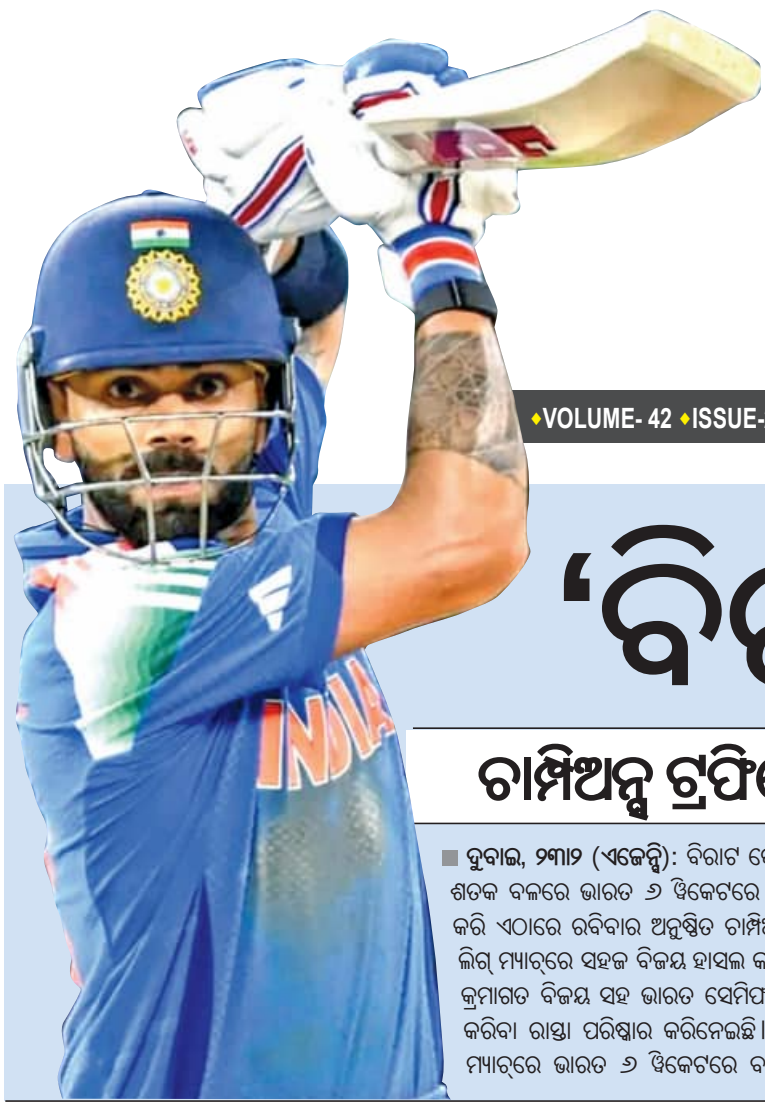 ♦VOLUME- 42 ♦ISSUE-
‘ବି
INDIA
ଚାମ୍ପିଅନ୍ସ ଟ୍ରଫି
■ ଦୁବାଇ, ୨୩।୨ (ଏଜେନ୍ସି): ବିରାଟ
ଶତକ ବଳରେ ଭାରତ ୬ ୱିକେଟରେ
କରି ଏଠାରେ ରବିବାର ଅନୁଷ୍ଠିତ
ଲିଗ୍ ମ୍ୟାଚ୍‌ରେ ସହଜ ବିଜୟ ହାସଲ
କ୍ରମାଗତ ବିଜୟ ସହ ଭାରତ ସେମିଫ
କରିବା ରାସ୍ତା ପରିଷ୍କାର କରିନେଇଛି।
ମ୍ୟାଚ୍‌ରେ ଭାରତ ୬ ୱିକେଟରେ